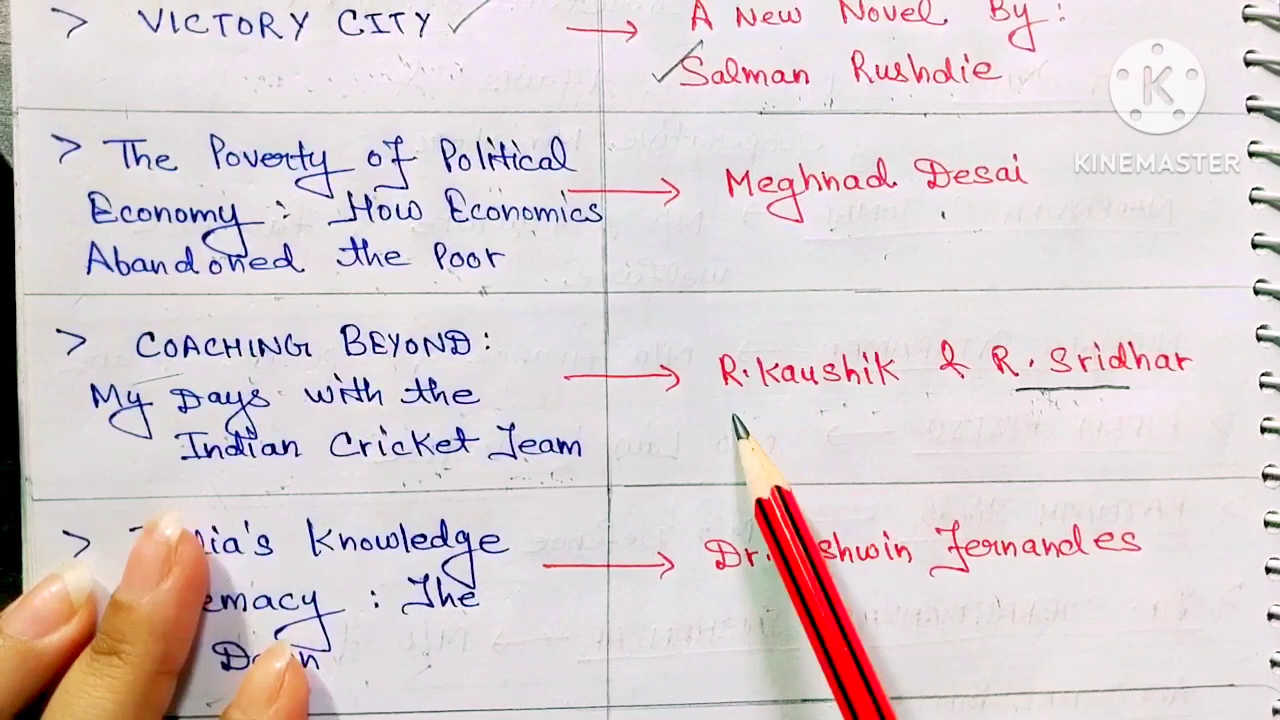 > VICTORY CITY → A New Novel By:
Salman Rushdie
> The Poverty of Political
Economy: How Economics
Abandoned the Poor → Meghnad Desai
> COACHING BEYOND:
My Days with the
Indian Cricket Team → R. Kaushik & R. Sridhar
> Knowledge → Dr. Fernandes
: The
KINEMASTER